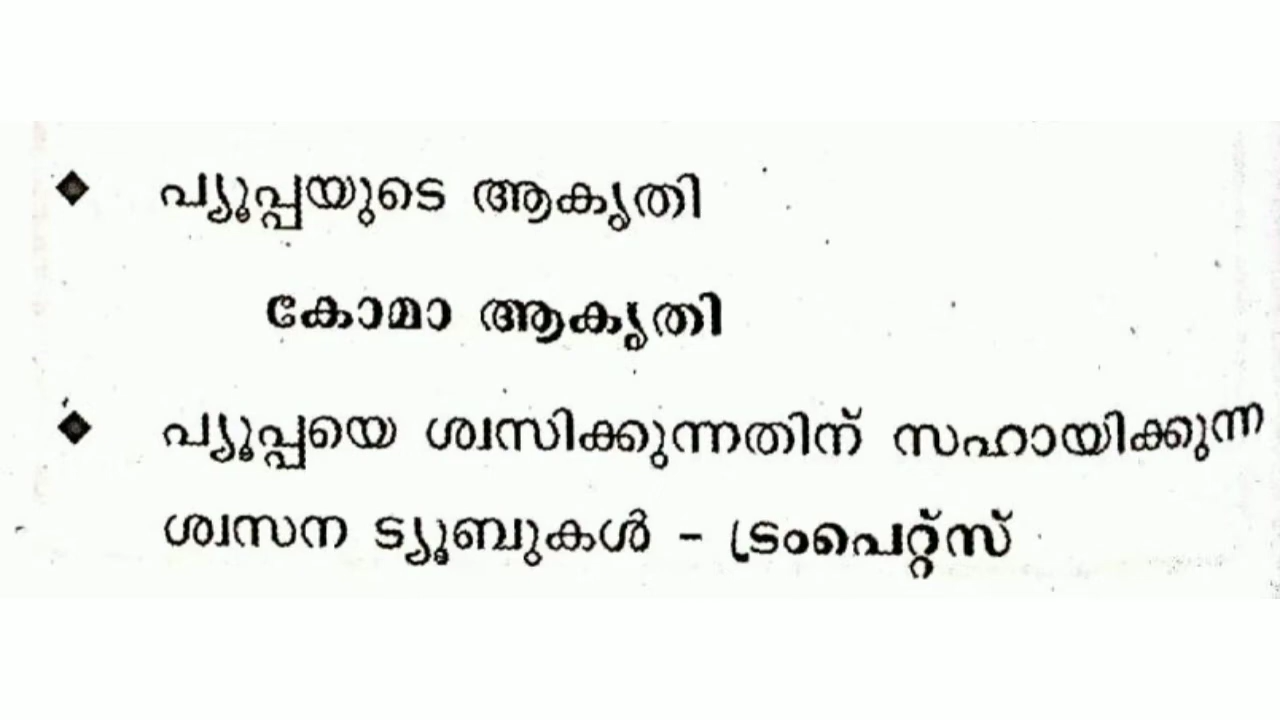 ◆ പ്യൂപ്പയുടെ ആകൃതി
കോമാ ആകൃതി
◆ പ്യൂപ്പയെ ശ്വസിക്കുന്നതിന് സഹായിക്കുന്ന
ശ്വസന ട്യൂബുകൾ - ട്രംപെറ്റ്സ്